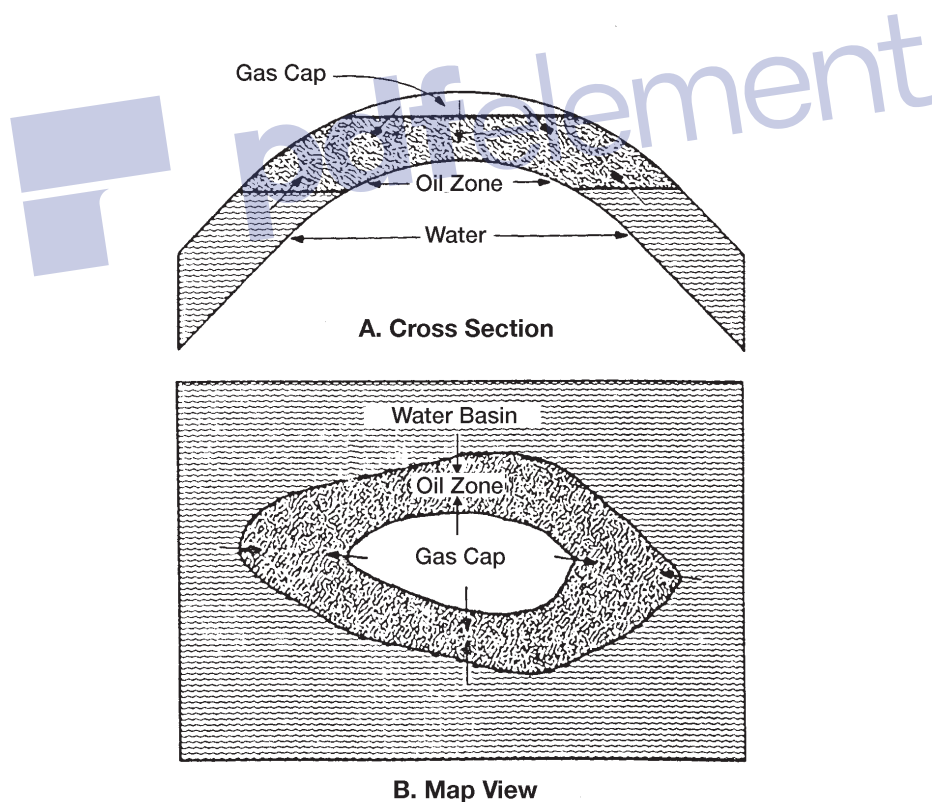 pdfelement
Gas Cap
Oil Zone
Water
A. Cross Section
Water Basin
Oil Zone
Gas Cap
B. Map View